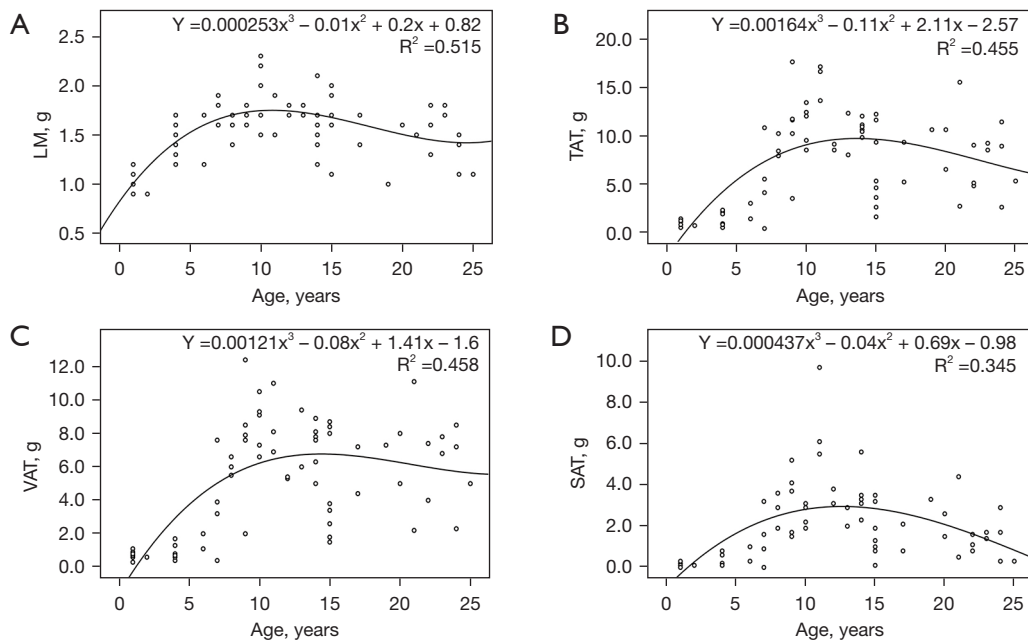 A
Y =0.000253x³ − 0.01x² + 0.2x + 0.82
R² =0.515
2.5
2.0
1.5
1.0
0.5
LM, g
0 5 10 15 20 25
Age, years
B
Y =0.00164x³ − 0.11x² + 2.11x − 2.57
R² =0.455
20.0
15.0
10.0
5.0
0.0
TAT, g
0 5 10 15 20 25
Age, years
C
Y =0.00121x³ − 0.08x² + 1.41x − 1.6
R² =0.458
12.0
10.0
8.0
6.0
4.0
2.0
0.0
VAT, g
0 5 10 15 20 25
Age, years
D
Y =0.000437x³ − 0.04x² + 0.69x − 0.98
R² =0.345
10.0
8.0
6.0
4.0
2.0
0.0
SAT, g
0 5 10 15 20 25
Age, years